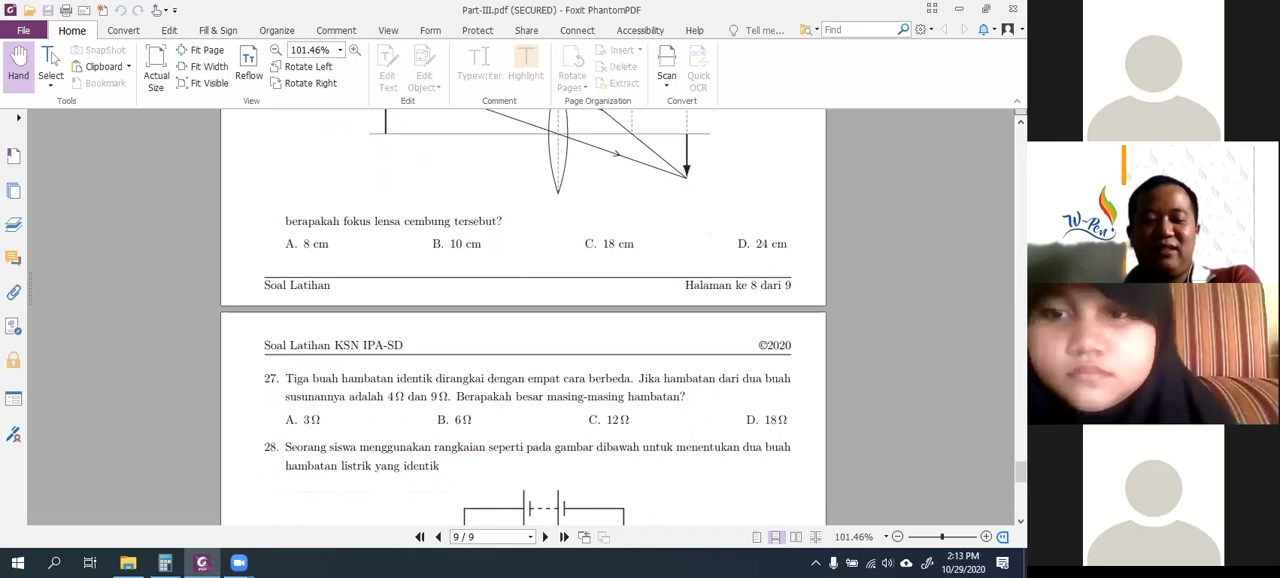 Part-III.pdf (SECURED) - Foxit PhantomPDF
File Home Convert Edit Fill & Sign Organize Comment View Form Protect Share Connect Accessibility Help Tell me... Find
Hand
Select
SnapShot
Clipboard
Bookmark
Tools
Actual Size
Fit Page
Fit Width
Fit Visible
Reflow
101.46%
Rotate Left
Rotate Right
View
Edit Text
Edit Object
Edit
Typewriter
Highlight
Comment
Rotate Pages
Insert
Delete
Extract
Page Organization
Scan
Quick OCR
Convert
berapakah fokus lensa cembung tersebut?
A. 8 cm B. 10 cm C. 18 cm D. 24 cm
Soal Latihan Halaman ke 8 dari 9
Soal Latihan KSN IPA-SD ©2020
27. Tiga buah hambatan identik dirangkai dengan empat cara berbeda. Jika hambatan dari dua buah
susunannya adalah 4 Ω dan 9 Ω. Berapakah besar masing-masing hambatan?
A. 3 Ω B. 6 Ω C. 12 Ω D. 18 Ω
28. Seorang siswa menggunakan rangkaian seperti pada gambar dibawah untuk menentukan dua buah
hambatan listrik yang identik
9 / 9
101.46%
2:13 PM
10/29/2020
W-Pen